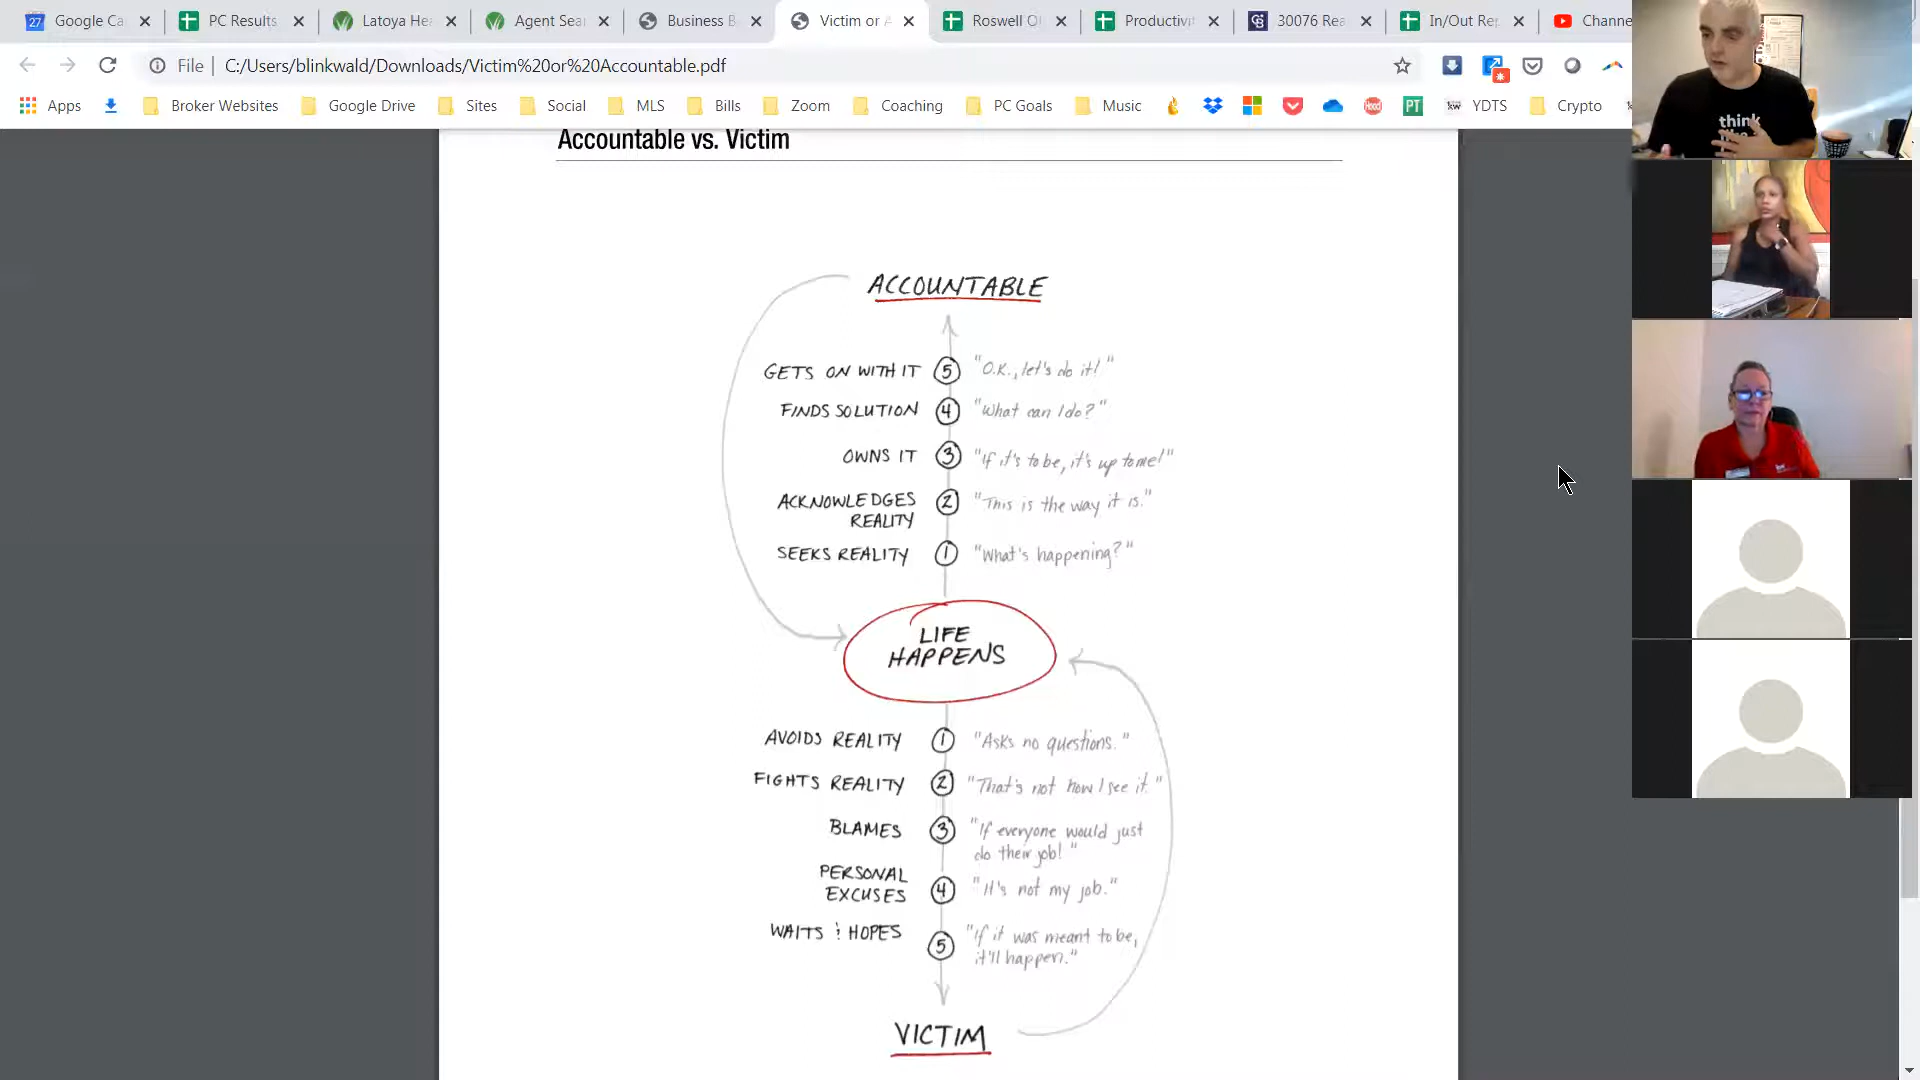 27 Google Ca
PC Results
Latoya He
Agent Sea
Business B
Victim or A
Roswell O
Productivi
30076 Rea
In/Out Rep
Channe
File | C:/Users/blinkwald/Downloads/Victim%20or%20Accountable.pdf
Apps
Broker Websites
Google Drive
Sites
Social
MLS
Bills
Zoom
Coaching
PC Goals
Music
PT
kw YDTS
Crypto
think
Accountable vs. Victim
ACCOUNTABLE
GETS ON WITH IT 5 "O.K., let's do it!"
FINDS SOLUTION 4 "What can I do?"
OWNS IT 3 "If it's to be, it's up to me!"
ACKNOWLEDGES 2 "This is the way it is."
REALITY
SEEKS REALITY 1 "What's happening?"
LIFE
HAPPENS
AVOIDS REALITY 1 "Asks no questions."
FIGHTS REALITY 2 "That's not how I see it."
BLAMES 3 "If everyone would just
do their job!"
PERSONAL
EXCUSES 4 "It's not my job."
WAITS & HOPES 5 "If it was meant to be,
it'll happen."
VICTIM